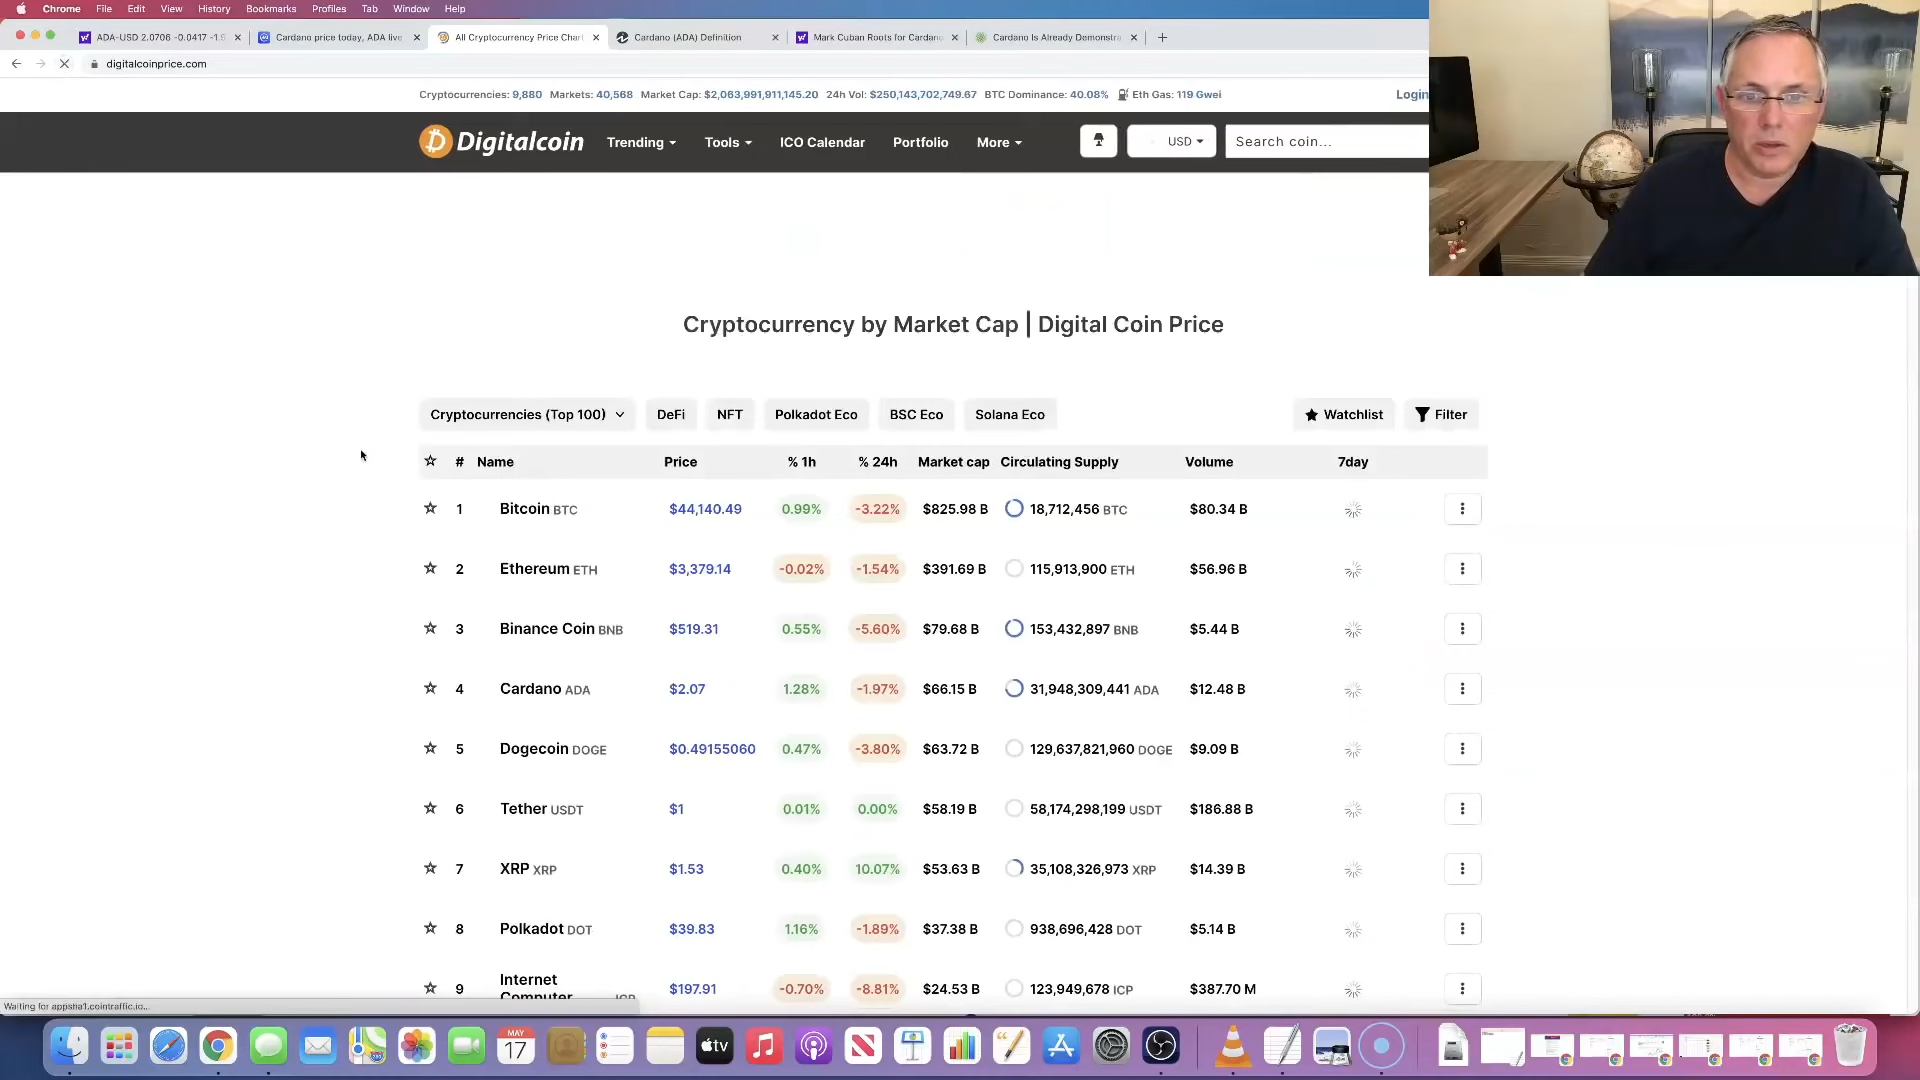 Chrome File Edit View History Bookmarks Profiles Tab Window Help
ADA-USD 2.0706 -0.0417 -1.9
Cardano price today, ADA live
All Cryptocurrency Price Chart
Cardano (ADA) Definition
Mark Cuban Roots for Cardano
Cardano Is Already Demonstra
digitalcoinprice.com
Cryptocurrencies: 9,880 Markets: 40,568 Market Cap: $2,063,991,911,145.20 24h Vol: $250,143,702,749.67 BTC Dominance: 40.08% Eth Gas: 119 Gwei Login
Digitalcoin Trending Tools ICO Calendar Portfolio More USD Search coin...
Cryptocurrency by Market Cap | Digital Coin Price
Cryptocurrencies (Top 100) DeFi NFT Polkadot Eco BSC Eco Solana Eco Watchlist Filter
# Name Price % 1h % 24h Market cap Circulating Supply Volume 7day
1 Bitcoin BTC $44,140.49 0.99% -3.22% $825.98 B 18,712,456 BTC $80.34 B
2 Ethereum ETH $3,379.14 -0.02% -1.54% $391.69 B 115,913,900 ETH $56.96 B
3 Binance Coin BNB $519.31 0.55% -5.60% $79.68 B 153,432,897 BNB $5.44 B
4 Cardano ADA $2.07 1.28% -1.97% $66.15 B 31,948,309,441 ADA $12.48 B
5 Dogecoin DOGE $0.49155060 0.47% -3.80% $63.72 B 129,637,821,960 DOGE $9.09 B
6 Tether USDT $1 0.01% 0.00% $58.19 B 58,174,298,199 USDT $186.88 B
7 XRP XRP $1.53 0.40% 10.07% $53.63 B 35,108,326,973 XRP $14.39 B
8 Polkadot DOT $39.83 1.16% -1.89% $37.38 B 938,696,428 DOT $5.14 B
9 Internet Computer ICP $197.91 -0.70% -8.81% $24.53 B 123,949,678 ICP $387.70 M
Waiting for appsha1.cointraffic.io...
MAY
17
tv